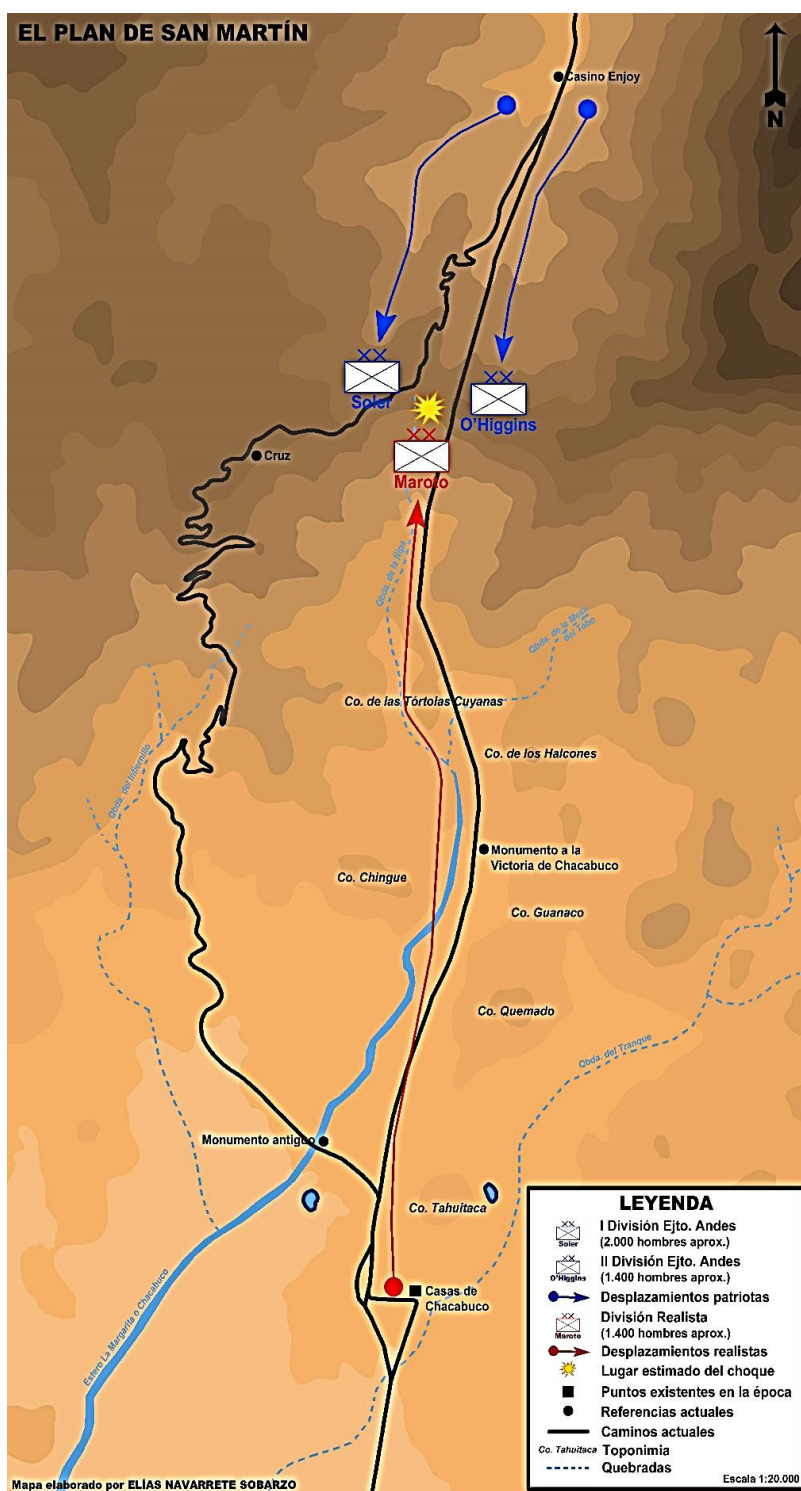 EL PLAN DE SAN MARTÍN
Casino Enjoy
N
Soler
O'Higgins
Maroto
Cruz
Qbda. de la Ñipa
Qbda. de la Mesa
del Tebo
Co. de las Tórtolas Cuyanas
Co. de los Halcones
Qbda. del Infiernillo
Monumento a la
Victoria de Chacabuco
Co. Chingue
Co. Guanaco
Co. Quemado
Qbda. del Tranque
Monumento antiguo
Co. Tahuitaca
Casas de
Chacabuco
Estero La Margarita o Chacabuco
LEYENDA
Soler
I División Ejto. Andes
(2.000 hombres aprox.)
O'Higgins
II División Ejto. Andes
(1.400 hombres aprox.)
Desplazamientos patriotas
Maroto
División Realista
(1.400 hombres aprox.)
Desplazamientos realistas
Lugar estimado del choque
Puntos existentes en la época
Referencias actuales
Caminos actuales
Co. Tahuitaca Toponimia
Quebradas
Escala 1:20.000
Mapa elaborado por ELÍAS NAVARRETE SOBARZO